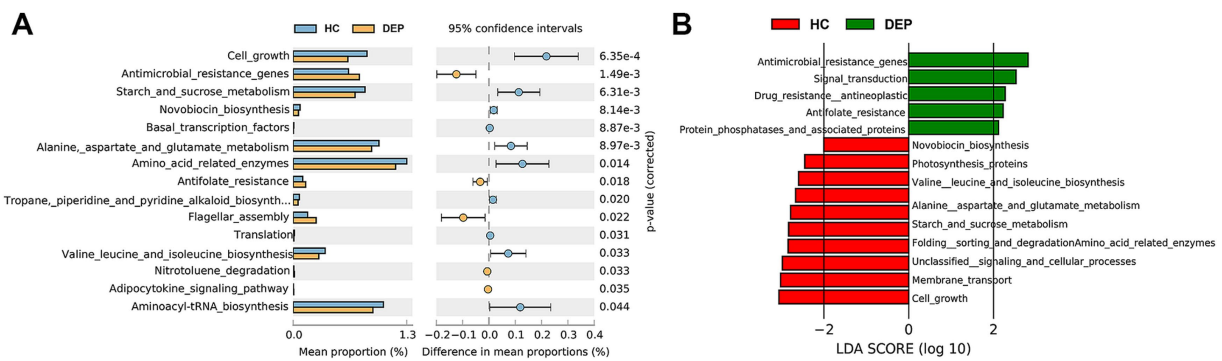 A
HC
DEP
95% confidence intervals
Cell_growth
6.35e-4
Antimicrobial_resistance_genes
1.49e-3
Starch_and_sucrose_metabolism
6.31e-3
Novobiocin_biosynthesis
8.14e-3
Basal_transcription_factors
8.87e-3
Alanine,_aspartate_and_glutamate_metabolism
8.97e-3
Amino_acid_related_enzymes
0.014
Antifolate_resistance
0.018
Tropane,_piperidine_and_pyridine_alkaloid_biosynth...
0.020
Flagellar_assembly
0.022
Translation
0.031
Valine_leucine_and_isoleucine_biosynthesis
0.033
Nitrotoluene_degradation
0.033
Adipocytokine_signaling_pathway
0.035
Aminoacyl-tRNA_biosynthesis
0.044
p-value (corrected)
0.0
1.3
Mean proportion (%)
−0.2
−0.1
0.0
0.1
0.2
0.3
0.4
Difference in mean proportions (%)
B
HC
DEP
Antimicrobial_resistance_genes
Signal_transduction
Drug_resistance__antineoplastic
Antifolate_resistance
Protein_phosphatases_and_associated_proteins
Novobiocin_biosynthesis
Photosynthesis_proteins
Valine__leucine_and_isoleucine_biosynthesis
Alanine__aspartate_and_glutamate_metabolism
Starch_and_sucrose_metabolism
Folding__sorting_and_degradationAmino_acid_related_enzymes
Unclassified__signaling_and_cellular_processes
Membrane_transport
Cell_growth
−2
0
2
LDA SCORE (log 10)